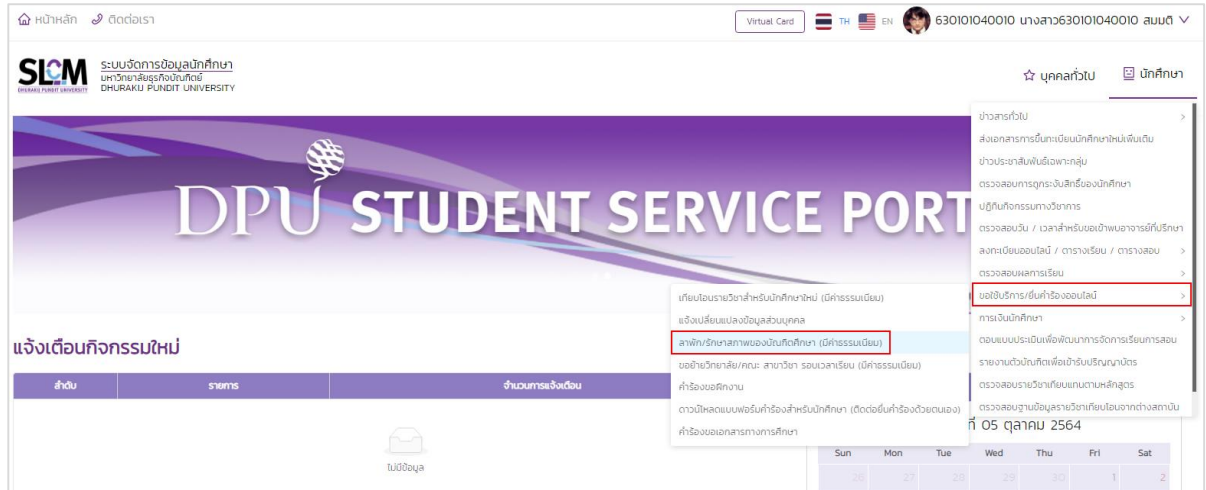 หน้าหลัก ติดต่อเรา
Virtual Card TH EN 630101040010 นางสาว630101040010 สมมติ
SLCM
DHURAKIJ PUNDIT UNIVERSITY
ระบบจัดการข้อมูลนักศึกษา
มหาวิทยาลัยธุรกิจบัณฑิตย์
DHURAKIJ PUNDIT UNIVERSITY
บุคคลทั่วไป นักศึกษา
DPU STUDENT SERVICE PORT
ข่าวสารทั่วไป
ส่งเอกสารการขึ้นทะเบียนนักศึกษาใหม่เพิ่มเติม
ข่าวประชาสัมพันธ์เฉพาะกลุ่ม
ตรวจสอบการถูกระงับสิทธิ์ของนักศึกษา
ปฏิทินกิจกรรมทางวิชาการ
ตรวจสอบวัน / เวลาสำหรับขอเข้าพบอาจารย์ที่ปรึกษา
ลงทะเบียนออนไลน์ / ตารางเรียน / ตารางสอบ
ตรวจสอบผลการเรียน
ขอใช้บริการ/ยื่นคำร้องออนไลน์
การเงินนักศึกษา
ตอบแบบประเมินเพื่อพัฒนาการจัดการเรียนการสอน
รายงานตัวบัณฑิตเพื่อเข้ารับปริญญาบัตร
ตรวจสอบรายวิชาเทียบแทนตามหลักสูตร
ตรวจสอบฐานข้อมูลรายวิชาเทียบโอนจากต่างสถาบัน
เทียบโอนรายวิชาสำหรับนักศึกษาใหม่ (มีค่าธรรมเนียม)
แจ้งเปลี่ยนแปลงข้อมูลส่วนบุคคล
ลาพัก/รักษาสภาพของบัณฑิตศึกษา (มีค่าธรรมเนียม)
ขอย้ายวิทยาลัย/คณะ สาขาวิชา รอบเวลาเรียน (มีค่าธรรมเนียม)
คำร้องขอฝึกงาน
ดาวน์โหลดแบบฟอร์มคำร้องสำหรับนักศึกษา (ติดต่อยื่นคำร้องด้วยตนเอง)
คำร้องขอเอกสารทางการศึกษา
แจ้งเตือนกิจกรรมใหม่
ลำดับ รายการ จำนวนการแจ้งเตือน
ไม่มีข้อมูล
ที่ 05 ตุลาคม 2564
Sun Mon Tue Wed Thu Fri Sat
26 27 28 29 30 1 2